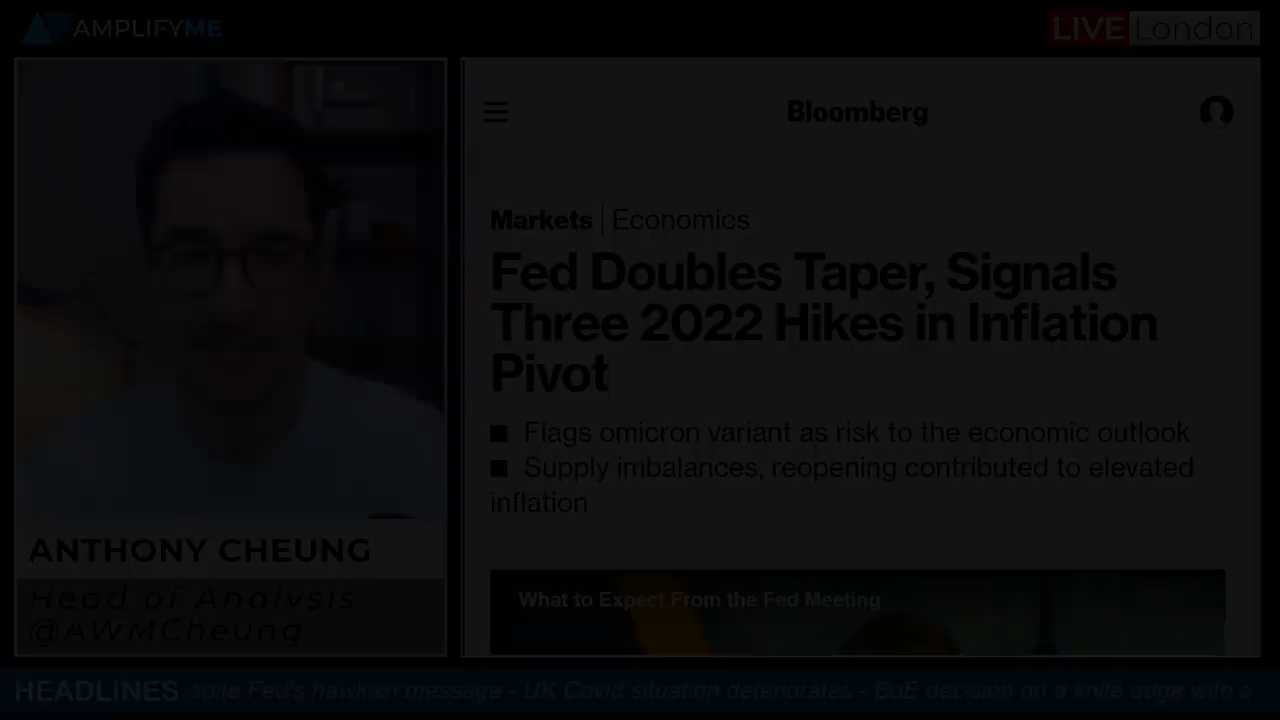 AMPLIFYME
LIVE London
Bloomberg
Markets | Economics
Fed Doubles Taper, Signals
Three 2022 Hikes in Inflation
Pivot
■ Flags omicron variant as risk to the economic outlook
■ Supply imbalances, reopening contributed to elevated
inflation
What to Expect From the Fed Meeting
ANTHONY CHEUNG
Head of Analysis
@AWMCheung
HEADLINES Fed's hawkish message - UK Covid situation deteriorates - BoE decision on a knife edge with a